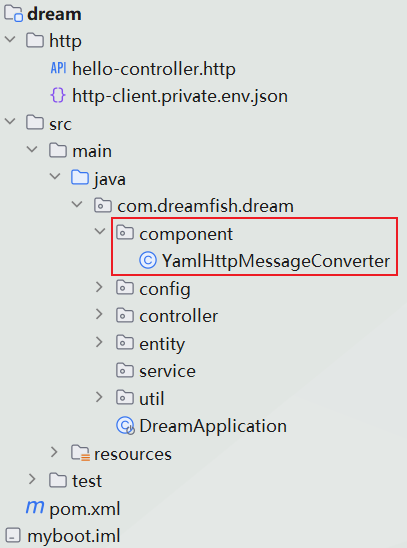 dream
http
API hello-controller.http
{} http-client.private.env.json
src
main
java
com.dreamfish.dream
component
C YamlHttpMessageConverter
config
controller
entity
service
util
C DreamApplication
resources
test
m pom.xml
myboot.iml